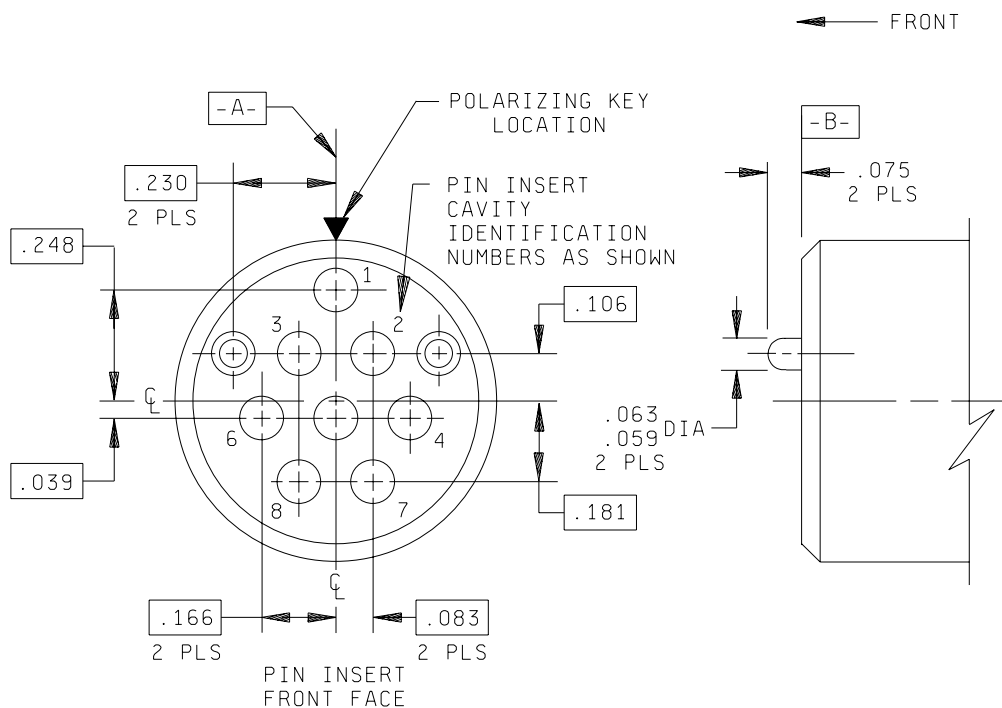 FRONT
-A-
POLARIZING KEY
LOCATION
-B-
.230
2 PLS
.075
2 PLS
PIN INSERT
CAVITY
IDENTIFICATION
NUMBERS AS SHOWN
.248
1
.106
3
2
CL
.063
.059 DIA
2 PLS
6
4
.039
8
7
.181
CL
.166
2 PLS
.083
2 PLS
PIN INSERT
FRONT FACE